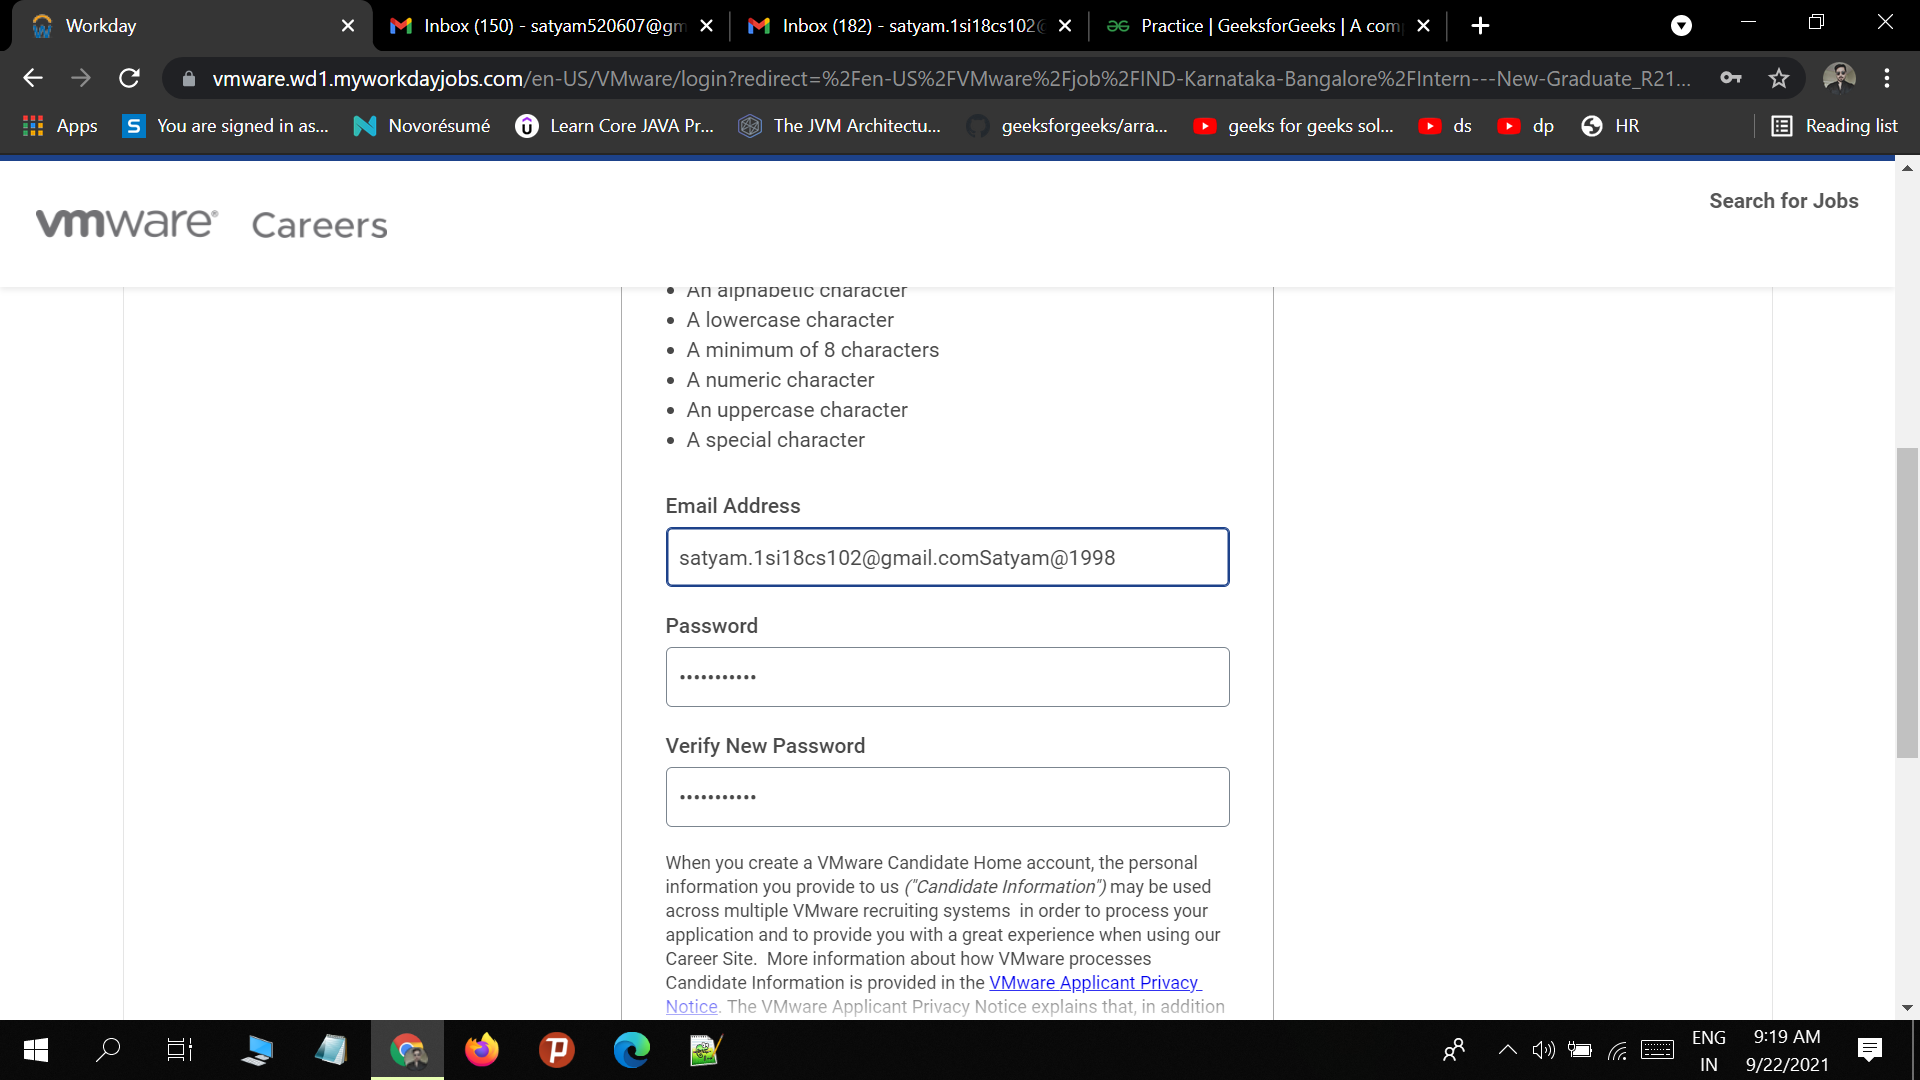 Workday
Inbox (150) - satyam520607@gm
Inbox (182) - satyam.1si18cs102@
Practice | GeeksforGeeks | A com
vmware.wd1.myworkdayjobs.com/en-US/VMware/login?redirect=%2Fen-US%2FVMware%2Fjob%2FIND-Karnataka-Bangalore%2FIntern---New-Graduate_R21...
Apps
You are signed in as...
Novorésumé
Learn Core JAVA Pr...
The JVM Architectu...
geeksforgeeks/arra...
geeks for geeks sol...
ds
dp
HR
Reading list
vmware® Careers
Search for Jobs
An alphabetic character
A lowercase character
A minimum of 8 characters
A numeric character
An uppercase character
A special character
Email Address
satyam.1si18cs102@gmail.comSatyam@1998
Password
•••••••••••
Verify New Password
•••••••••••
When you create a VMware Candidate Home account, the personal
information you provide to us ("Candidate Information") may be used
across multiple VMware recruiting systems  in order to process your
application and to provide you with a great experience when using our
Career Site.  More information about how VMware processes
Candidate Information is provided in the VMware Applicant Privacy
Notice. The VMware Applicant Privacy Notice explains that, in addition
ENG
IN
9:19 AM
9/22/2021